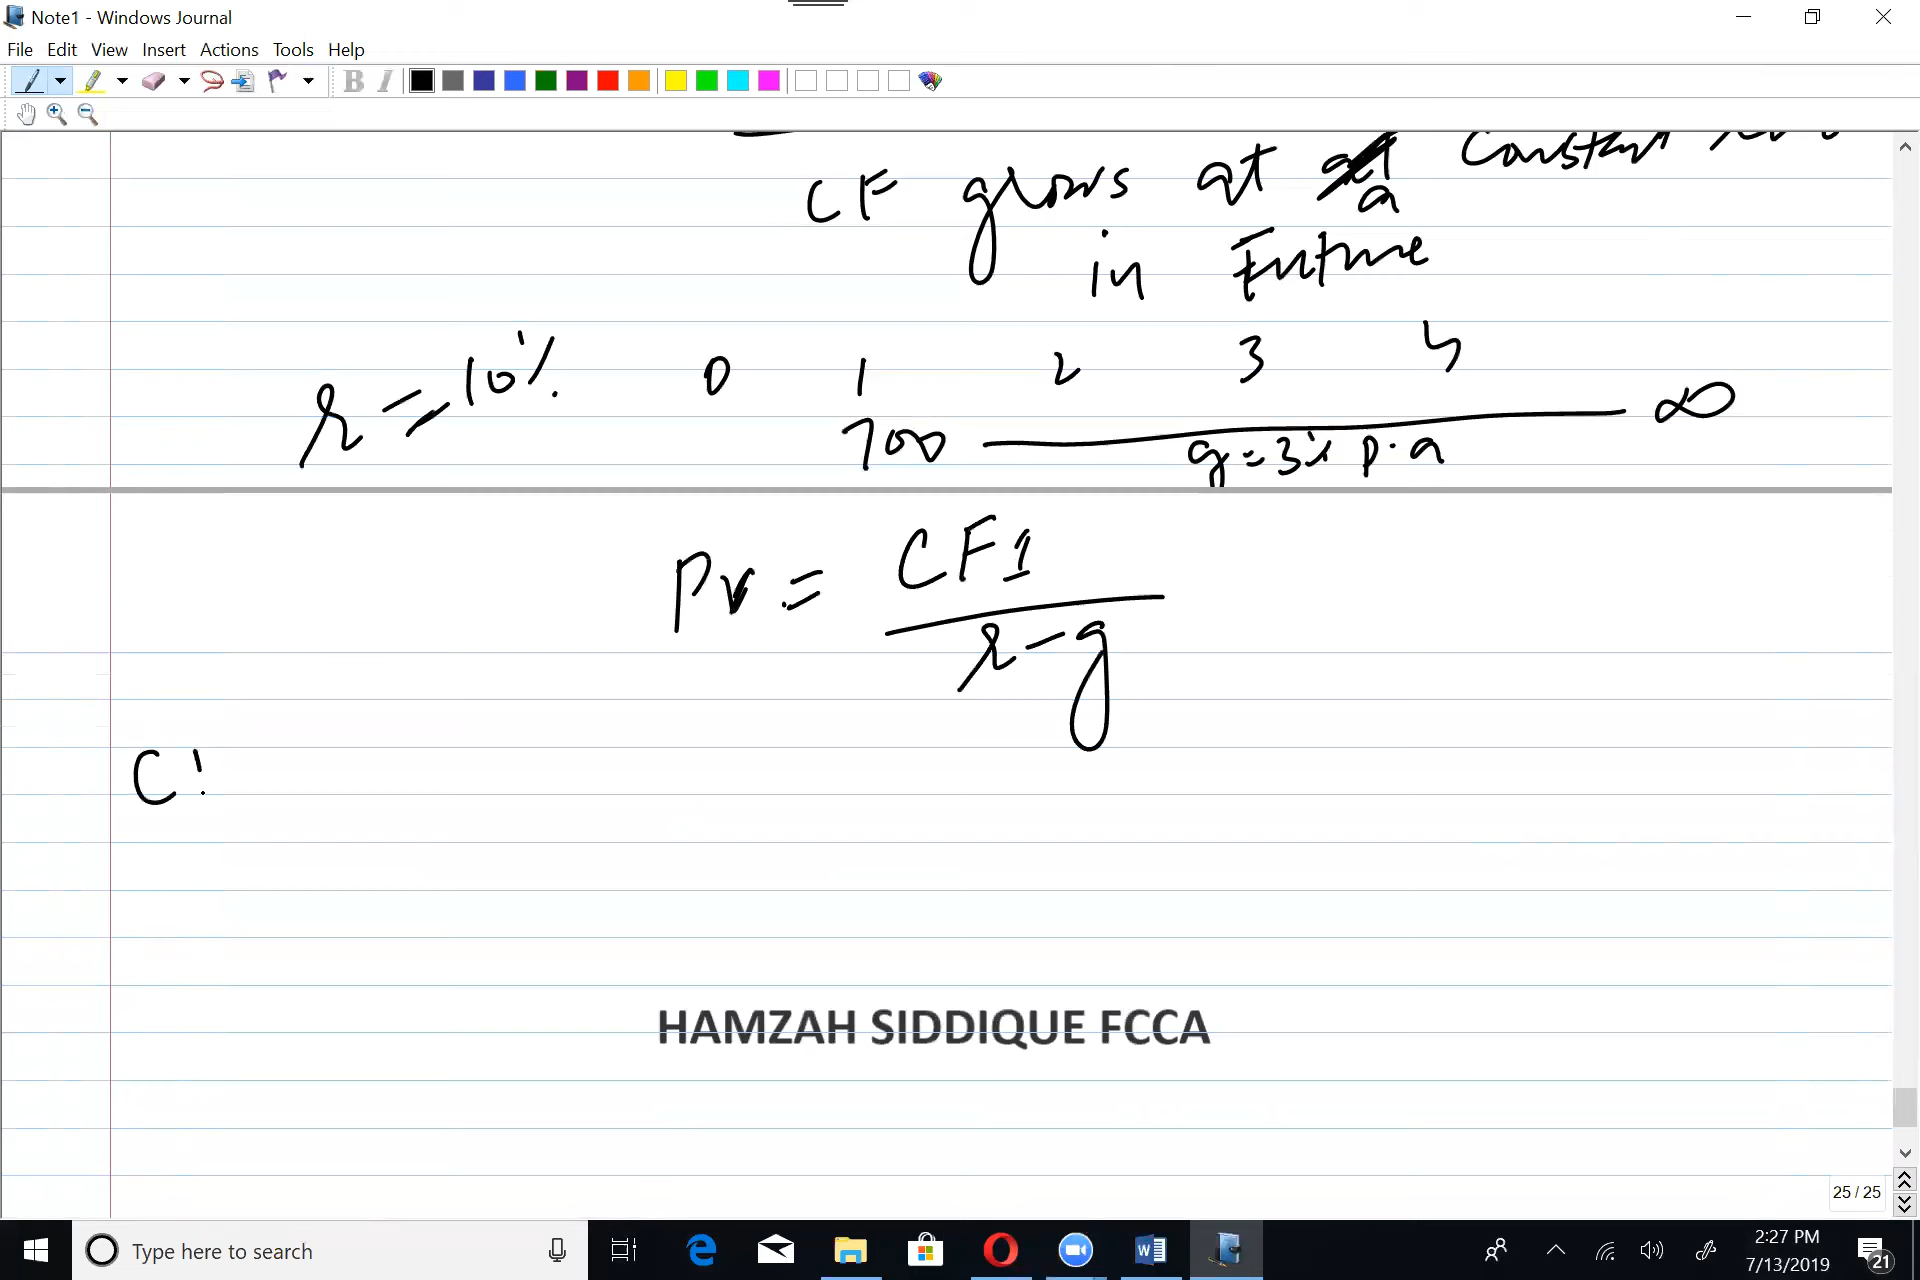 Note1 - Windows Journal
File Edit View Insert Actions Tools Help
B I
CF grows at a constant
in Future
r = 10%
0 1 2 3 4
700 ∞
g = 3% p.a
PV = CF1
r - g
C
HAMZAH SIDDIQUE FCCA
25 / 25
Type here to search
2:27 PM
7/13/2019
21